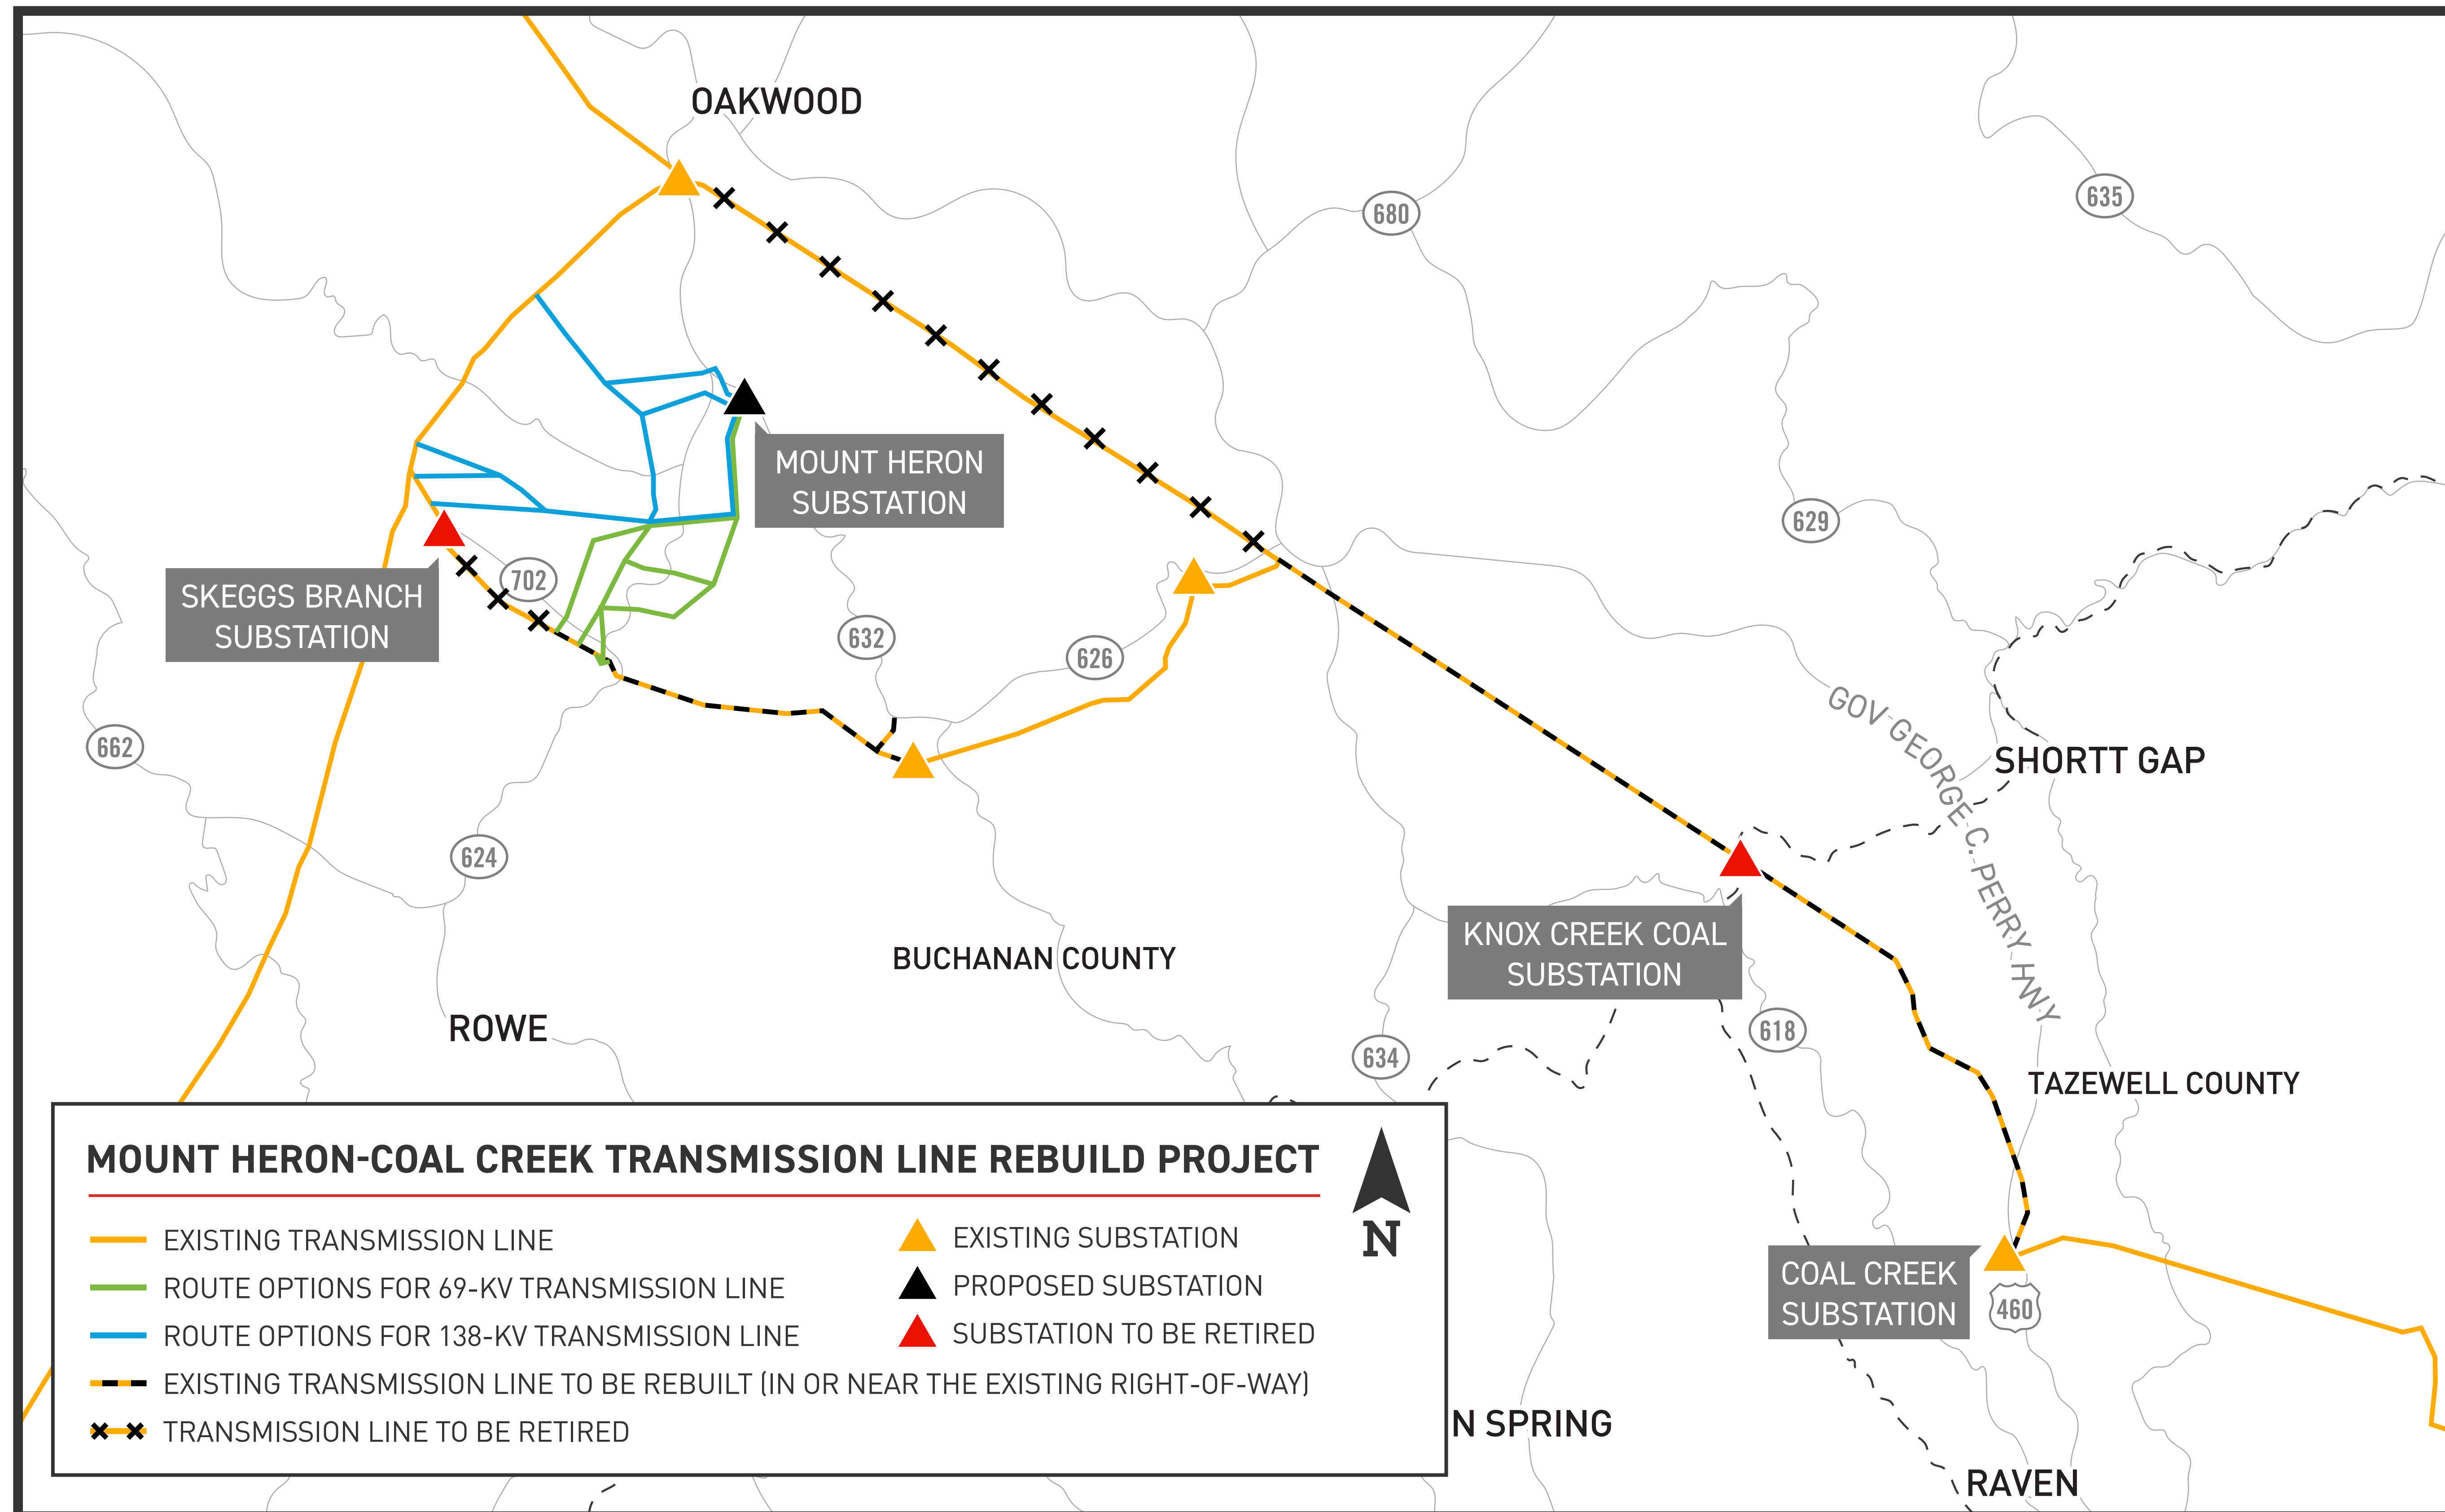 OAKWOOD
680
635
MOUNT HERON
SUBSTATION
629
SKEGGS BRANCH
SUBSTATION
702
632
626
662
GOV GEORGE C. PERRY HWY
SHORTT GAP
624
BUCHANAN COUNTY
KNOX CREEK COAL
SUBSTATION
ROWE
618
634
TAZEWELL COUNTY
COAL CREEK
SUBSTATION
460
N SPRING
RAVEN
MOUNT HERON-COAL CREEK TRANSMISSION LINE REBUILD PROJECT
N
EXISTING TRANSMISSION LINE
ROUTE OPTIONS FOR 69-KV TRANSMISSION LINE
ROUTE OPTIONS FOR 138-KV TRANSMISSION LINE
EXISTING TRANSMISSION LINE TO BE REBUILT (IN OR NEAR THE EXISTING RIGHT-OF-WAY)
TRANSMISSION LINE TO BE RETIRED
EXISTING SUBSTATION
PROPOSED SUBSTATION
SUBSTATION TO BE RETIRED